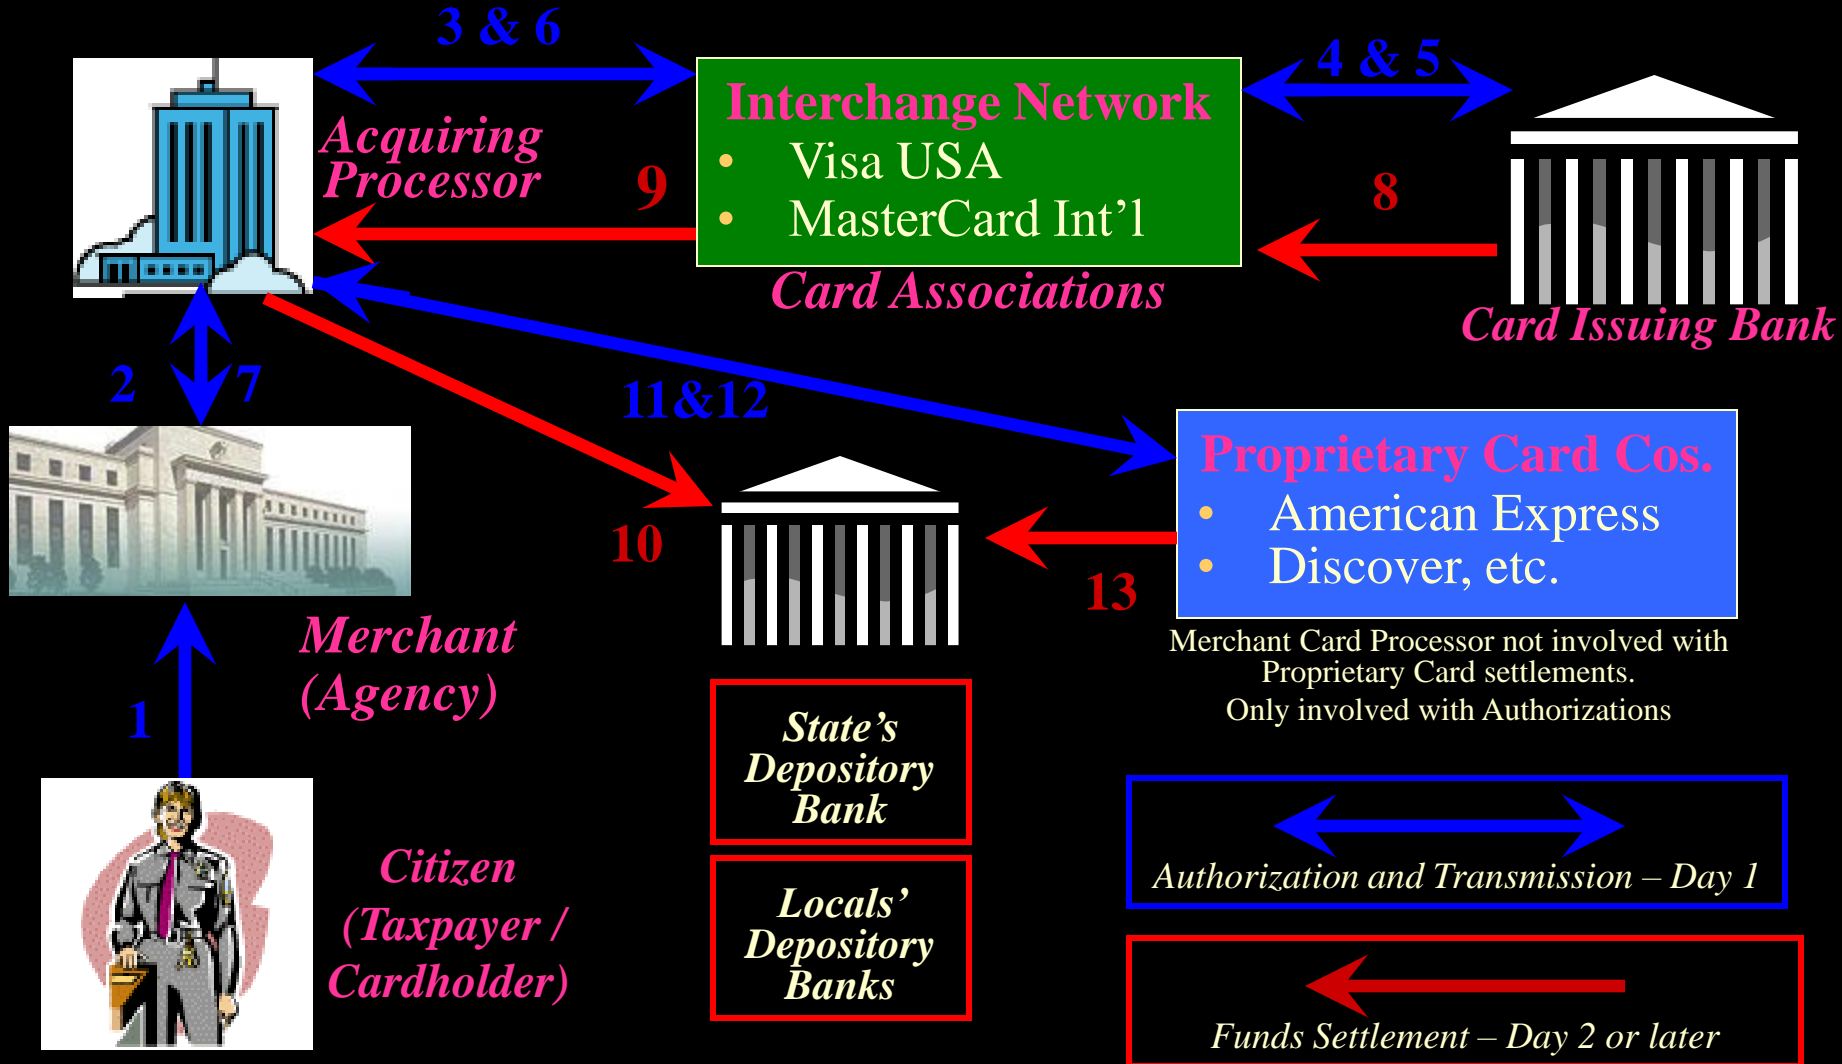 3 & 6
4 & 5
Interchange Network
• Visa USA
• MasterCard Int’l
Acquiring
Processor
9
8
Card Associations
Card Issuing Bank
2
7
11&12
Proprietary Card Cos.
• American Express
• Discover, etc.
10
13
Merchant Card Processor not involved with
Proprietary Card settlements.
Only involved with Authorizations
Merchant
(Agency)
1
State’s
Depository
Bank
Citizen
(Taxpayer /
Cardholder)
Locals’
Depository
Banks
Authorization and Transmission – Day 1
Funds Settlement – Day 2 or later